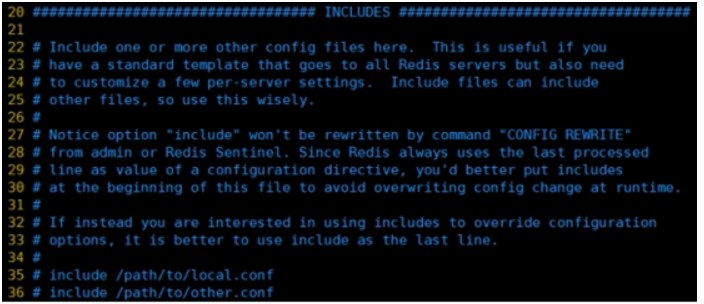 20 ################################## INCLUDES ###################################
21
22 # Include one or more other config files here.  This is useful if you
23 # have a standard template that goes to all Redis servers but also need
24 # to customize a few per-server settings.  Include files can include
25 # other files, so use this wisely.
26 #
27 # Notice option "include" won't be rewritten by command "CONFIG REWRITE"
28 # from admin or Redis Sentinel. Since Redis always uses the last processed
29 # line as value of a configuration directive, you'd better put includes
30 # at the beginning of this file to avoid overwriting config change at runtime.
31 #
32 # If instead you are interested in using includes to override configuration
33 # options, it is better to use include as the last line.
34 #
35 # include /path/to/local.conf
36 # include /path/to/other.conf